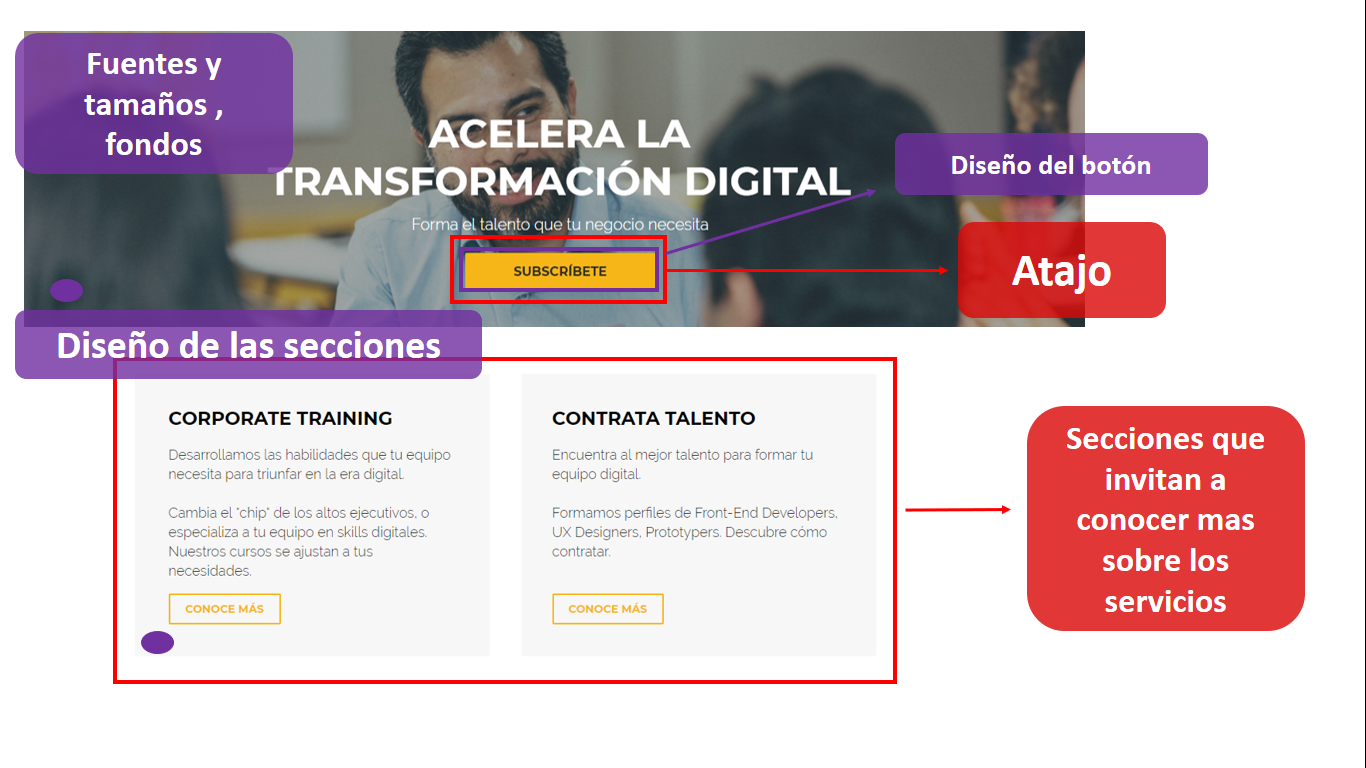 Fuentes y
tamaños ,
fondos
ACELERA LA
TRANSFORMACIÓN DIGITAL
Forma el talento que tu negocio necesita
SUBSCRÍBETE
Diseño del botón
Atajo
Diseño de las secciones
CORPORATE TRAINING
Desarrollamos las habilidades que tu equipo
necesita para triunfar en la era digital.
Cambia el "chip" de los altos ejecutivos, o
especializa a tu equipo en skills digitales.
Nuestros cursos se ajustan a tus
necesidades.
CONOCE MÁS
CONTRATA TALENTO
Encuentra al mejor talento para formar tu
equipo digital.
Formamos perfiles de Front-End Developers,
UX Designers, Prototypers. Descubre cómo
contratar.
CONOCE MÁS
Secciones que
invitan a
conocer mas
sobre los
servicios